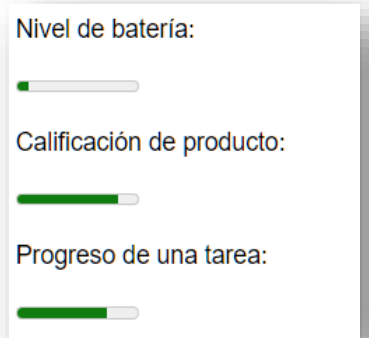 Nivel de batería:
Calificación de producto:
Progreso de una tarea: